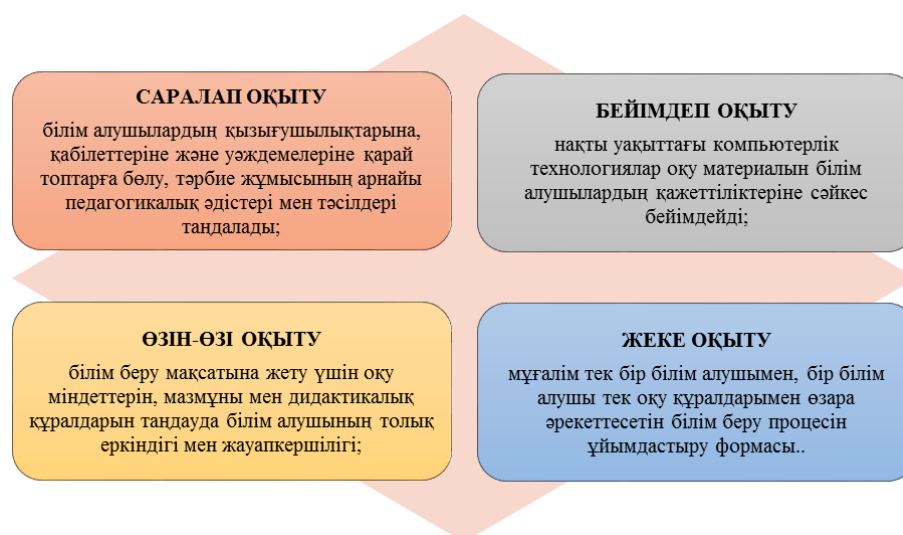 САРАЛАП ОҚЫТУ
білім алушылардың қызығушылықтарына,
қабілеттеріне және уәждемелеріне қарай
топтарға бөлу, тәрбие жұмысының арнайы
педагогикалық әдістері мен тәсілдері
таңдалады;
БЕЙІМДЕП ОҚЫТУ
нақты уақыттағы компьютерлік
технологиялар оқу материалын білім
алушылардың қажеттіліктеріне сәйкес
бейімдейді;
ӨЗІН-ӨЗІ ОҚЫТУ
білім беру мақсатына жету үшін оқу
міндеттерін, мазмұны мен дидактикалық
құралдарын таңдауда білім алушының толық
еркіндігі мен жауапкершілігі;
ЖЕКЕ ОҚЫТУ
мұғалім тек бір білім алушымен, бір білім
алушы тек оқу құралдарымен өзара
әрекеттесетін білім беру процесін
ұйымдастыру формасы..